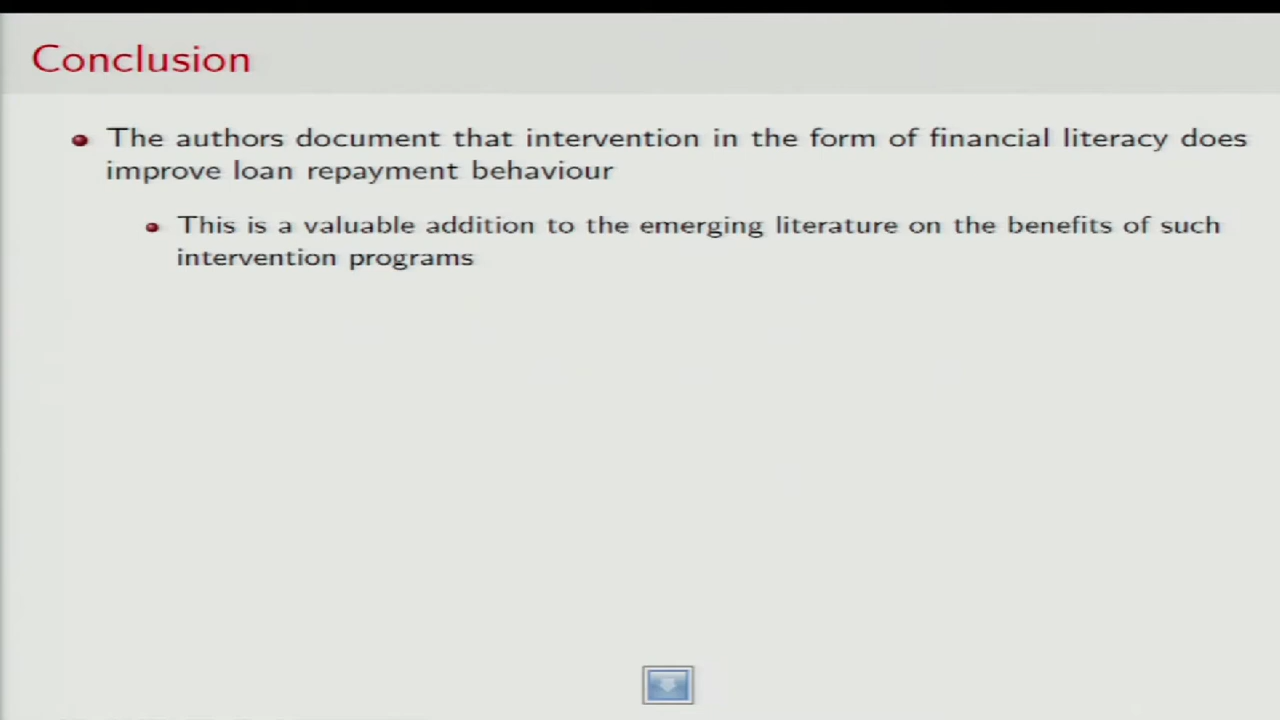 Conclusion
The authors document that intervention in the form of financial literacy does
improve loan repayment behaviour
This is a valuable addition to the emerging literature on the benefits of such
intervention programs